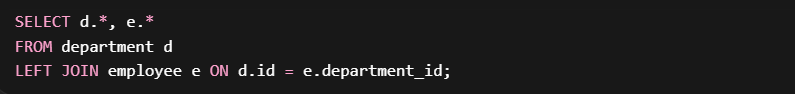 SELECT d.*, e.*
FROM department d
LEFT JOIN employee e ON d.id = e.department_id;